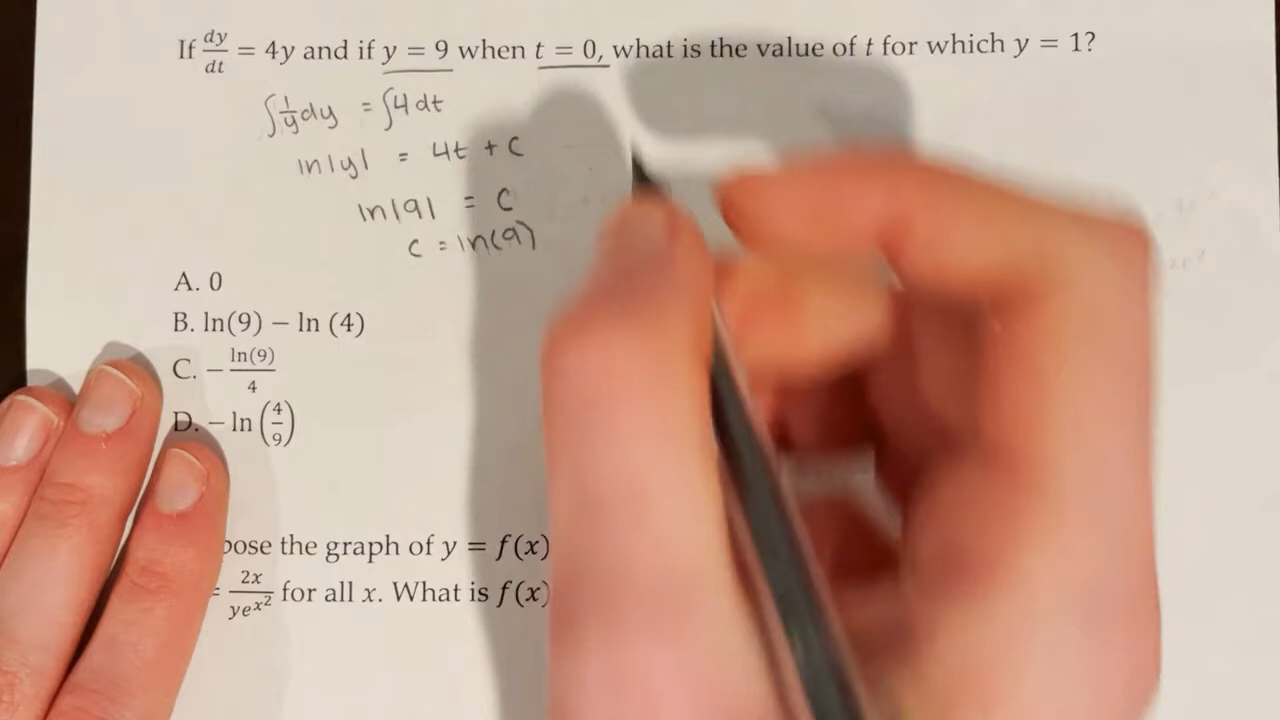 If dy/dt = 4y and if y = 9 when t = 0, what is the value of t for which y = 1?
∫ 1/y dy = ∫4 dt
ln|y| = 4t + C
ln|9| = C
C = ln(9)
A. 0
B. ln(9) − ln (4)
C. − ln(9)/4
D. − ln (4/9)
pose the graph of y = f(x)
= 2x/ye^x² for all x. What is f(x)